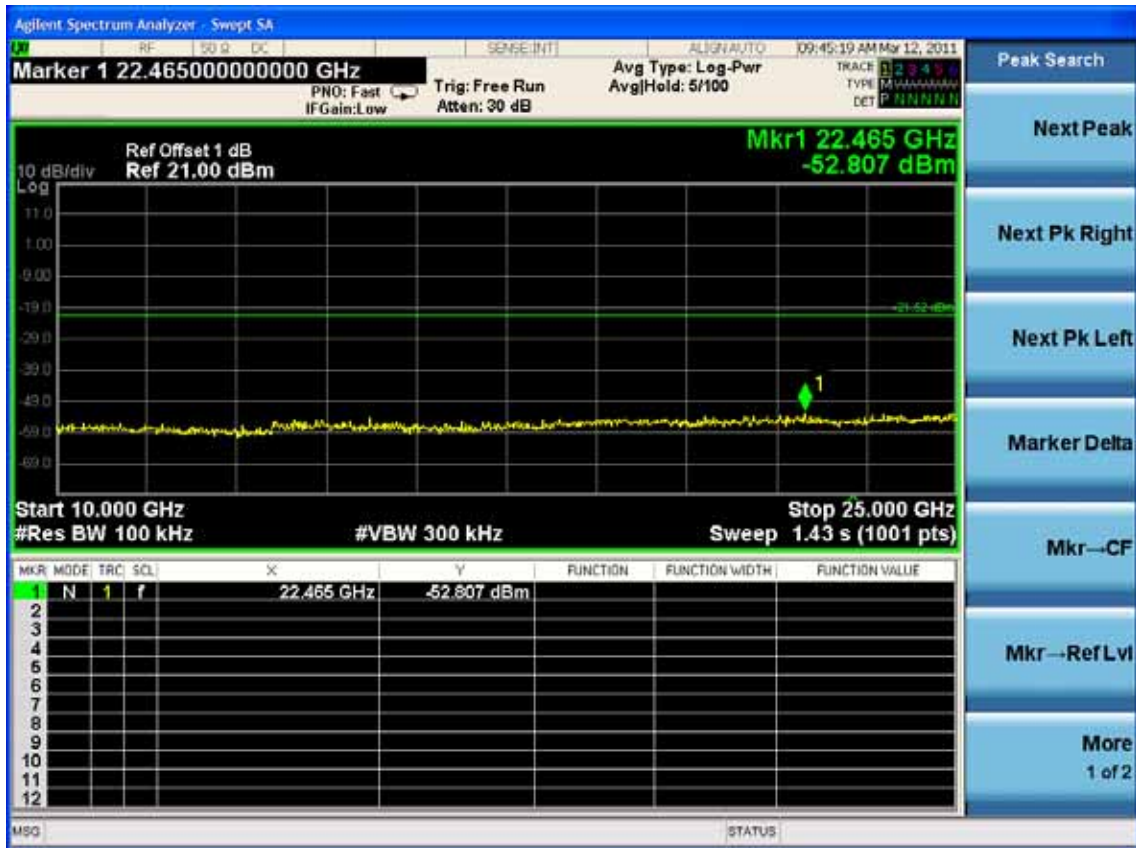 Agilent Spectrum Analyzer - Swept SA
RF 50 Ω DC SENSE:INT ALIGN AUTO 09:45:19 AM Mar 12, 2011
Marker 1 22.465000000000 GHz
PNO: Fast
IFGain:Low
Trig: Free Run
Atten: 30 dB
Avg Type: Log-Pwr
Avg|Hold: 5/100
TRACE 1 2 3 4 5 6
TYPE M
DET P N N N N N
Peak Search
Mkr1 22.465 GHz
-52.807 dBm
Ref Offset 1 dB
10 dB/div Ref 21.00 dBm
Log
11.0
1.00
-9.00
-19.0
-21.52 dBm
-29.0
-39.0
1
-49.0
-59.0
-69.0
Start 10.000 GHz Stop 25.000 GHz
#Res BW 100 kHz #VBW 300 kHz Sweep 1.43 s (1001 pts)
MKR MODE TRC SCL X Y FUNCTION FUNCTION WIDTH FUNCTION VALUE
1 N 1 f 22.465 GHz -52.807 dBm
2
3
4
5
6
7
8
9
10
11
12
MSG STATUS
Next Peak
Next Pk Right
Next Pk Left
Marker Delta
Mkr→CF
Mkr→Ref Lvl
More
1 of 2